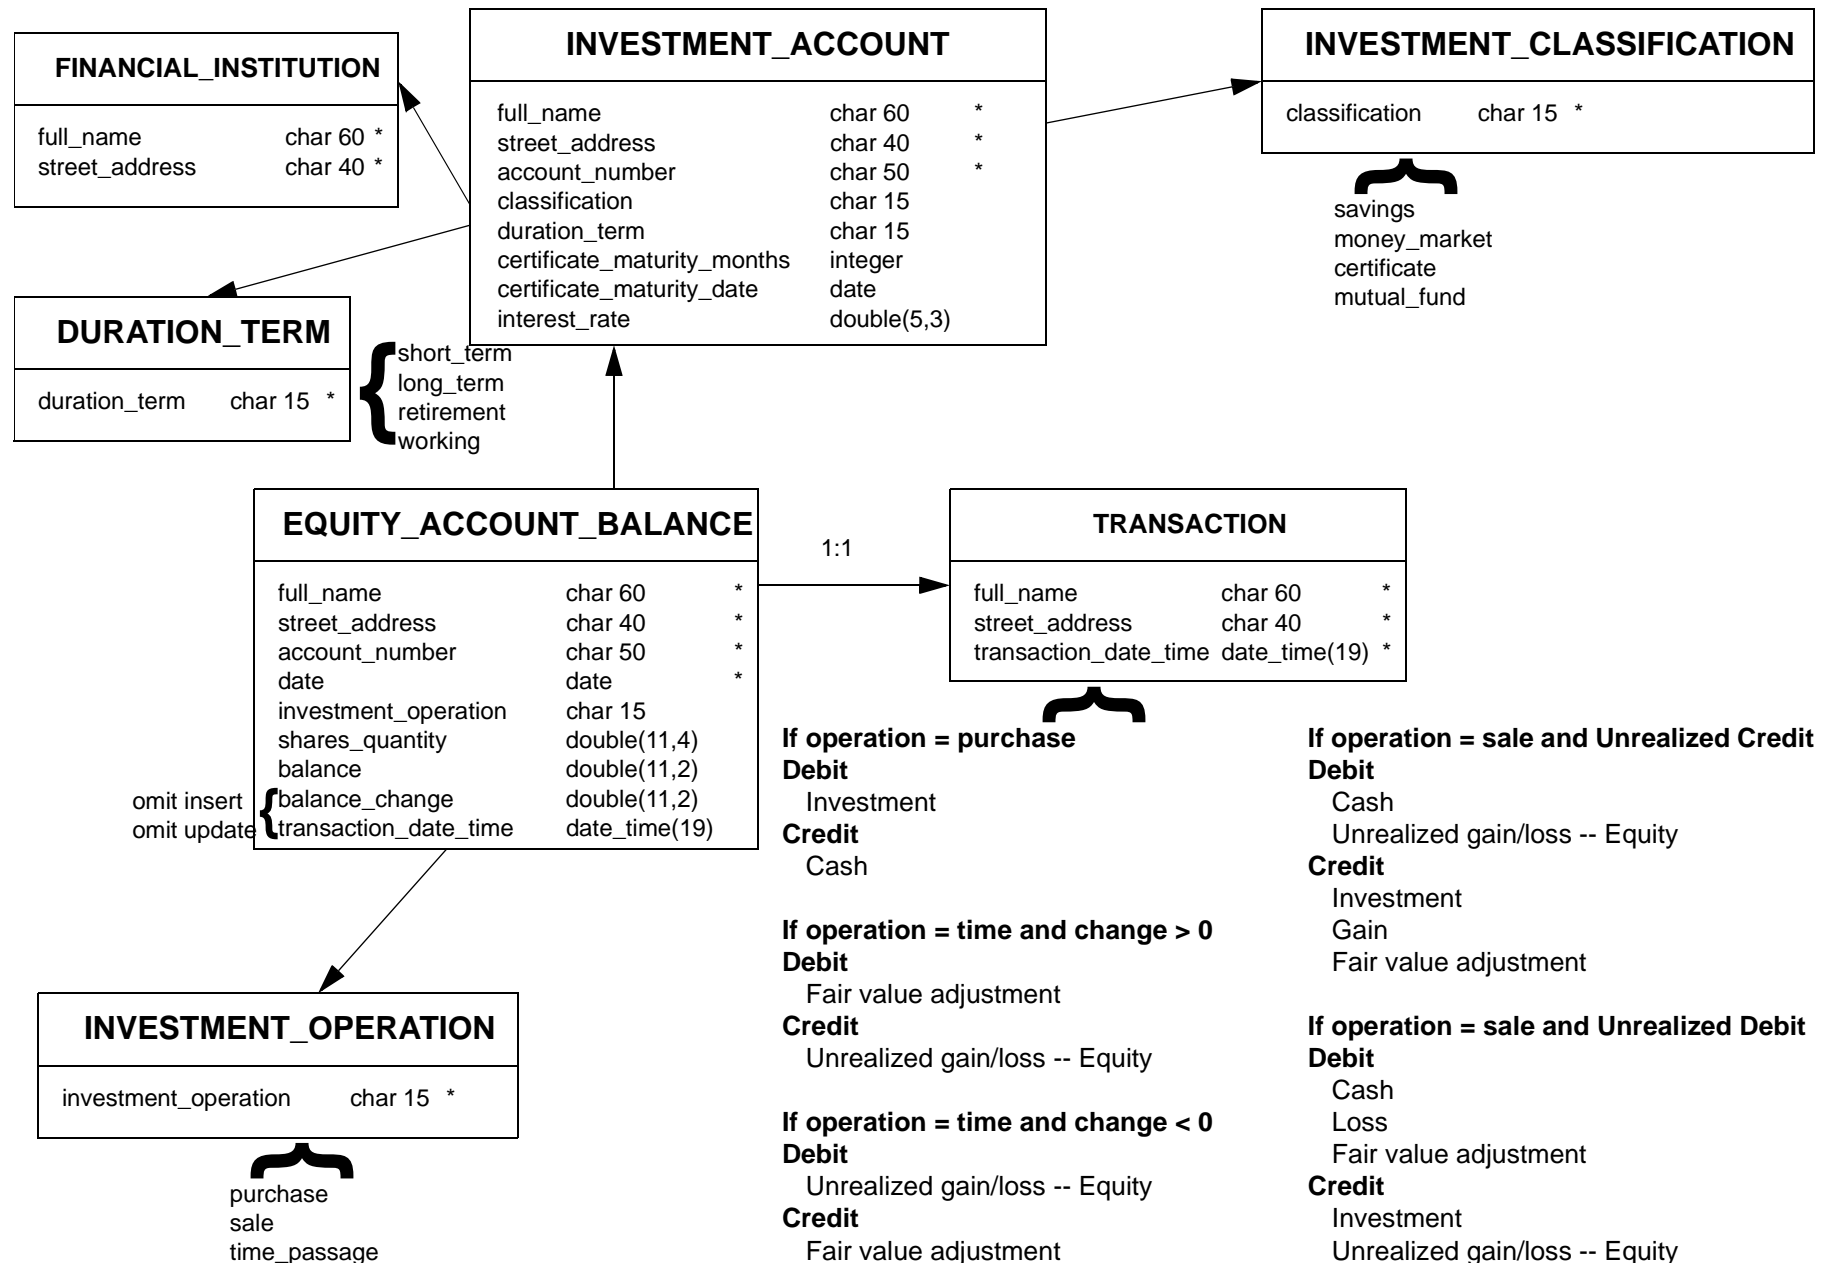 FINANCIAL_INSTITUTION
full_name char 60 *
street_address char 40 *
INVESTMENT_ACCOUNT
full_name char 60 *
street_address char 40 *
account_number char 50 *
classification char 15
duration_term char 15
certificate_maturity_months integer
certificate_maturity_date date
interest_rate double(5,3)
INVESTMENT_CLASSIFICATION
classification char 15 *
savings
money_market
certificate
mutual_fund
DURATION_TERM
duration_term char 15 *
short_term
long_term
retirement
working
EQUITY_ACCOUNT_BALANCE
full_name char 60 *
street_address char 40 *
account_number char 50 *
date date *
investment_operation char 15
shares_quantity double(11,4)
balance double(11,2)
balance_change double(11,2)
transaction_date_time date_time(19)
omit insert
omit update
1:1
TRANSACTION
full_name char 60 *
street_address char 40 *
transaction_date_time date_time(19) *
If operation = purchase
Debit
Investment
Credit
Cash
If operation = time and change > 0
Debit
Fair value adjustment
Credit
Unrealized gain/loss -- Equity
If operation = time and change < 0
Debit
Unrealized gain/loss -- Equity
Credit
Fair value adjustment
If operation = sale and Unrealized Credit
Debit
Cash
Unrealized gain/loss -- Equity
Credit
Investment
Gain
Fair value adjustment
If operation = sale and Unrealized Debit
Debit
Cash
Loss
Fair value adjustment
Credit
Investment
Unrealized gain/loss -- Equity
INVESTMENT_OPERATION
investment_operation char 15 *
purchase
sale
time_passage